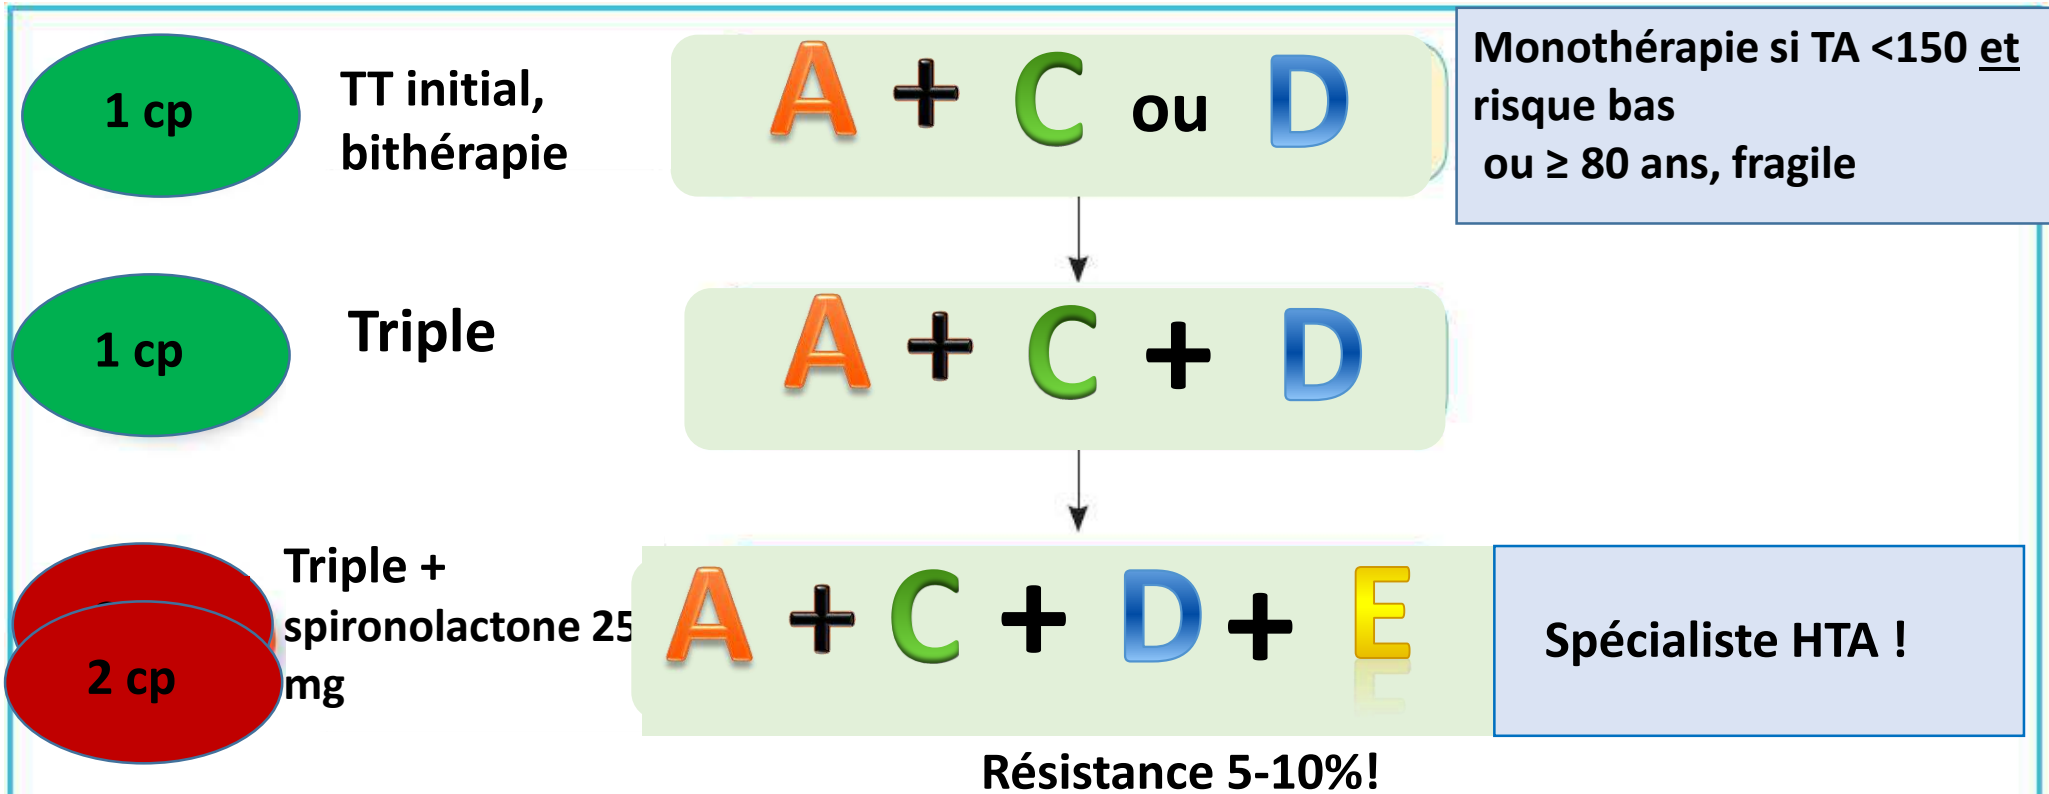 1 cp
TT initial,
bithérapie
A + C ou D
Monothérapie si TA <150 et
risque bas
ou ≥ 80 ans, fragile
1 cp
Triple
A + C + D
2 cp
Triple +
spironolactone 25
mg
A + C + D + E
Spécialiste HTA !
Résistance 5-10%!